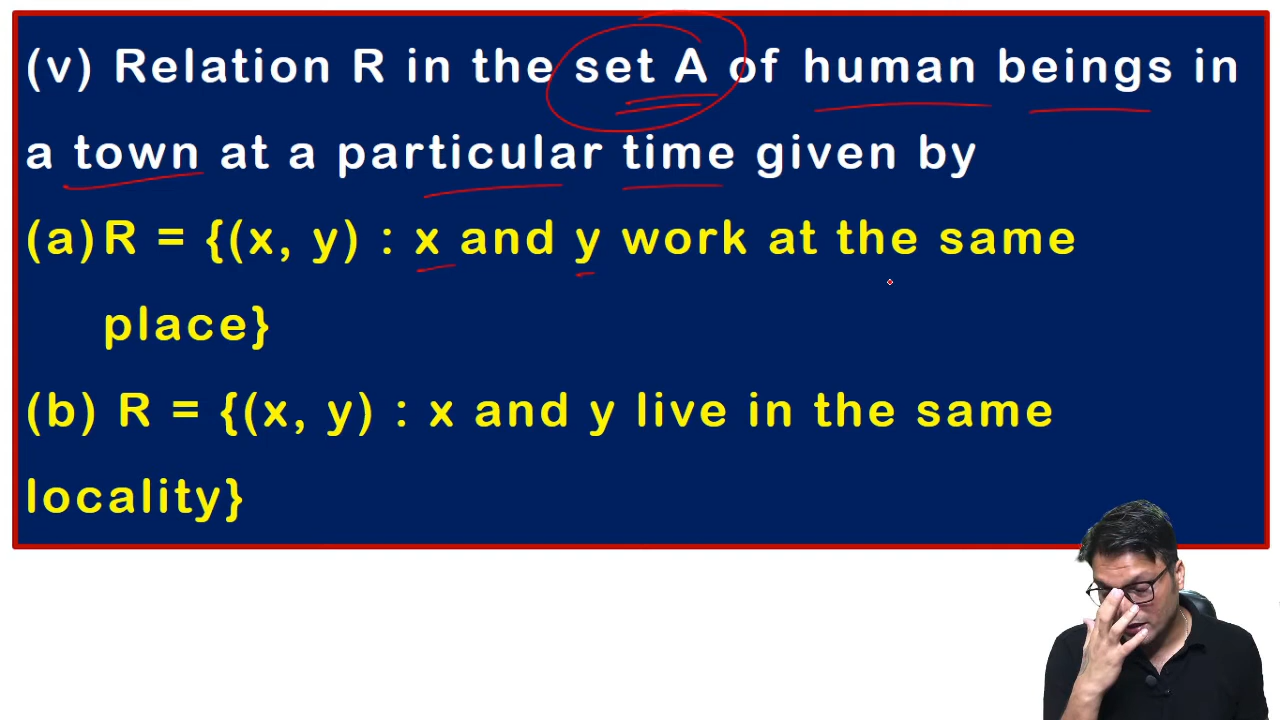 (v) Relation R in the set A of human beings in
a town at a particular time given by
(a) R = {(x, y) : x and y work at the same
place}
(b) R = {(x, y) : x and y live in the same
locality}